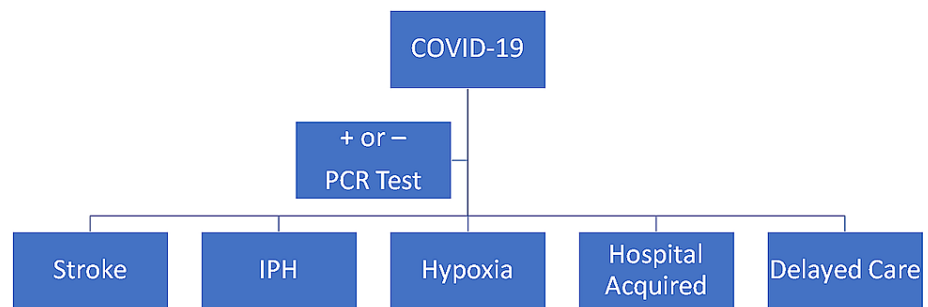 COVID-19
+ or –
PCR Test
Stroke
IPH
Hypoxia
Hospital
Acquired
Delayed Care